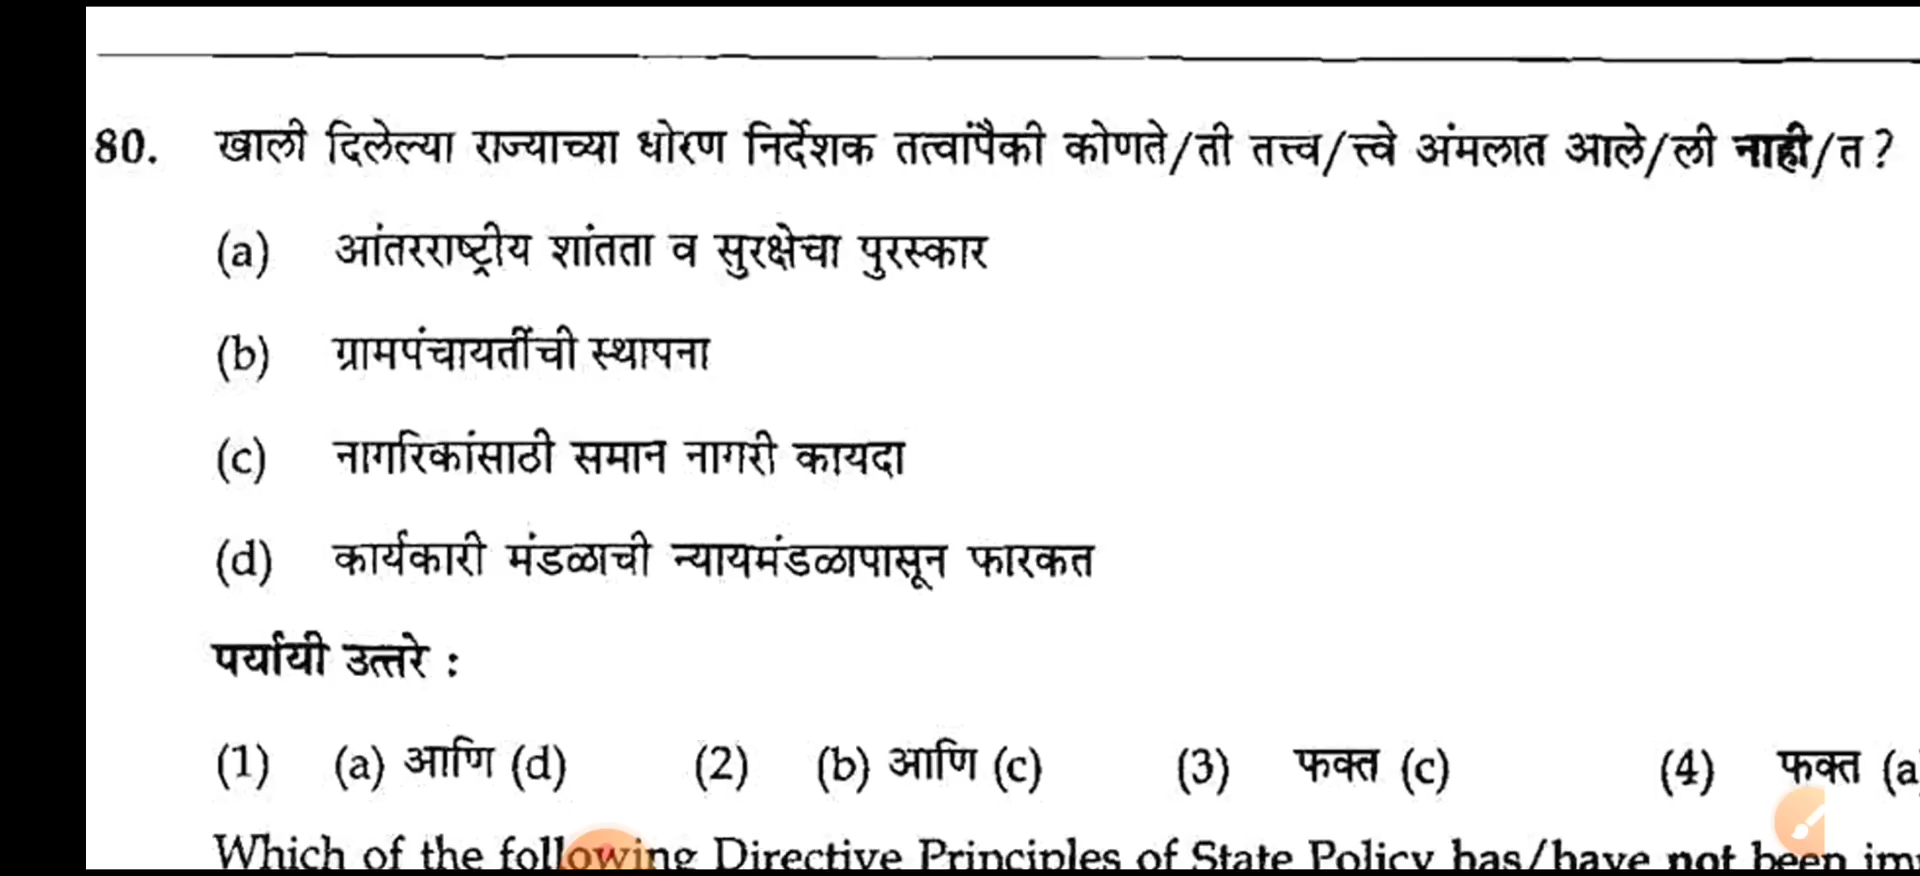 80. खाली दिलेल्या राज्याच्या धोरण निर्देशक तत्वांपैकी कोणते/ती तत्त्व/त्त्वे अंमलात आले/ली नाही/त ?
(a) आंतरराष्ट्रीय शांतता व सुरक्षेचा पुरस्कार
(b) ग्रामपंचायतींची स्थापना
(c) नागरिकांसाठी समान नागरी कायदा
(d) कार्यकारी मंडळाची न्यायमंडळापासून फारकत
पर्यायी उत्तरे :
(1) (a) आणि (d) (2) (b) आणि (c) (3) फक्त (c) (4) फक्त (a
Which of the following Directive Principles of State Policy has/have not been